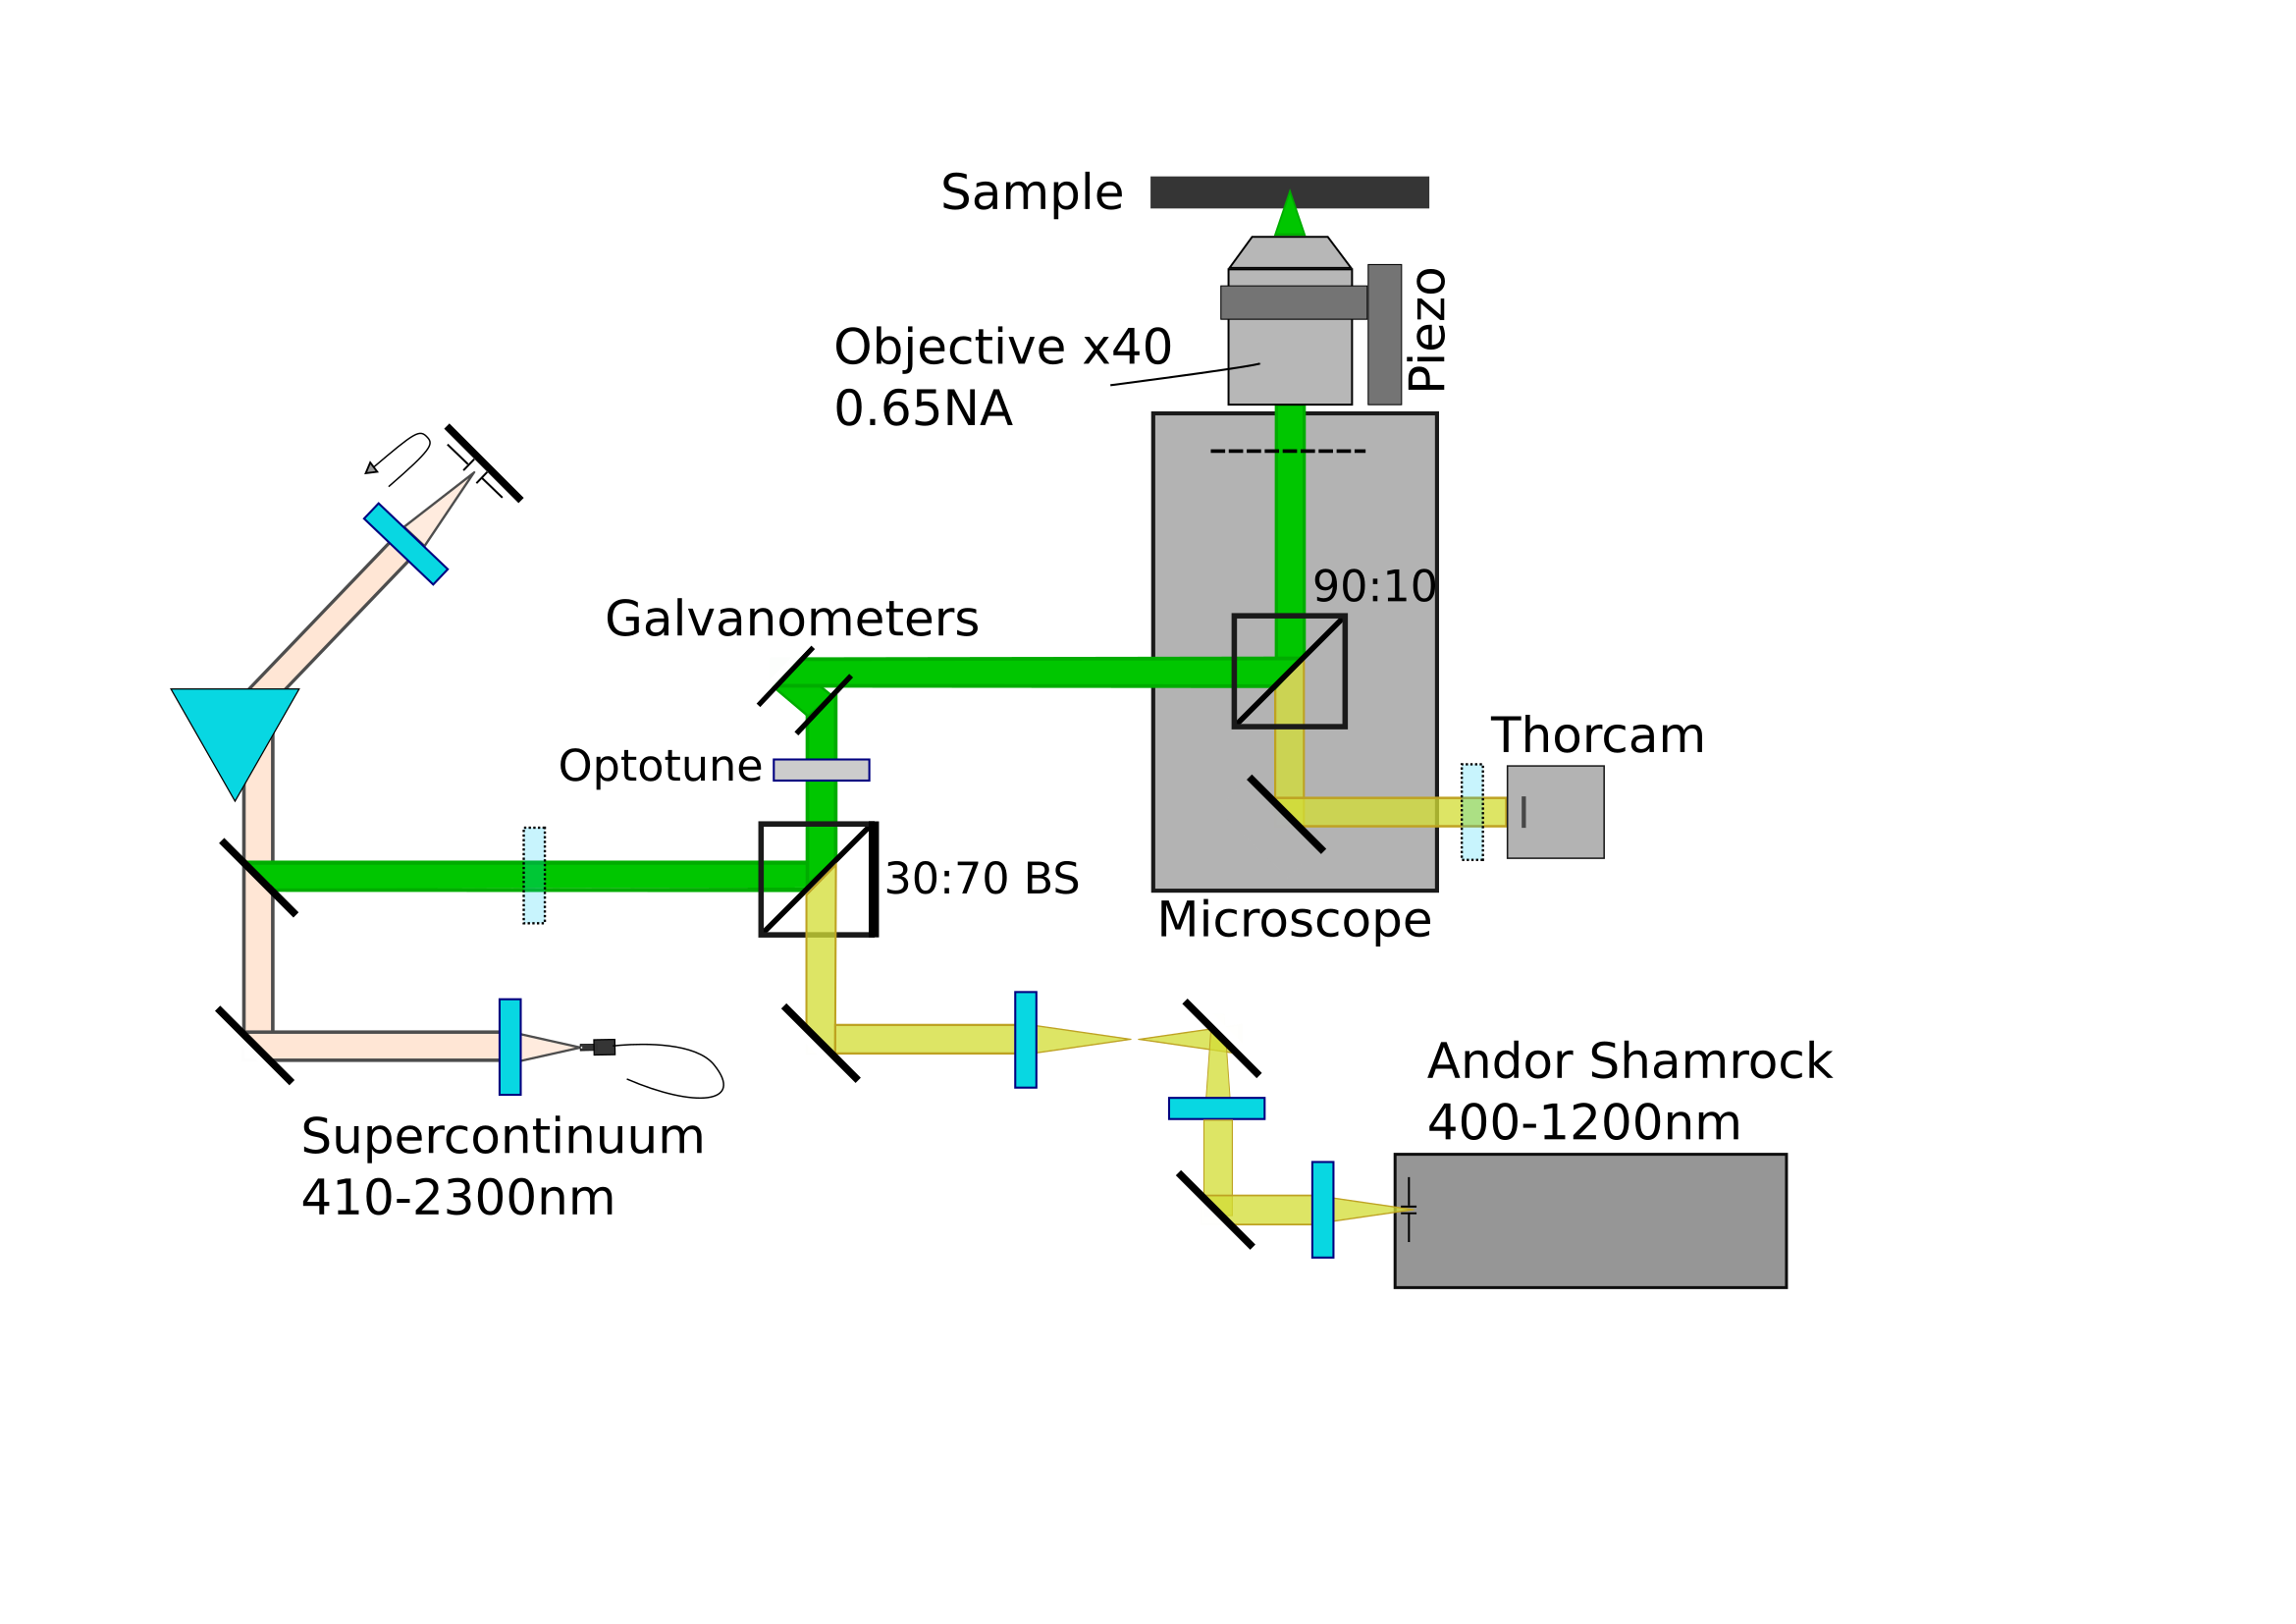 Sample
Piezo
Objective x40
0.65NA
90:10
Galvanometers
Thorcam
Optotune
30:70 BS
Microscope
Andor Shamrock
400-1200nm
Supercontinuum
410-2300nm